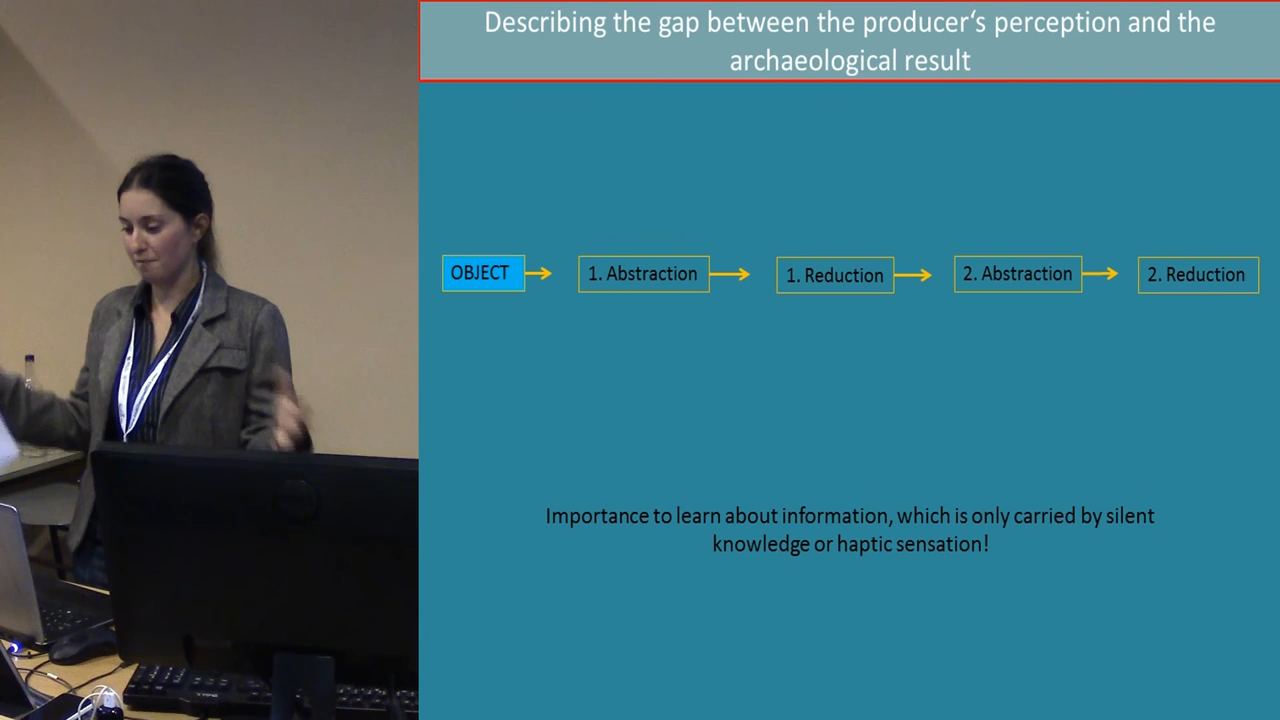 Describing the gap between the producer‘s perception and the
archaeological result
OBJECT
1. Abstraction
1. Reduction
2. Abstraction
2. Reduction
Importance to learn about information, which is only carried by silent
knowledge or haptic sensation!